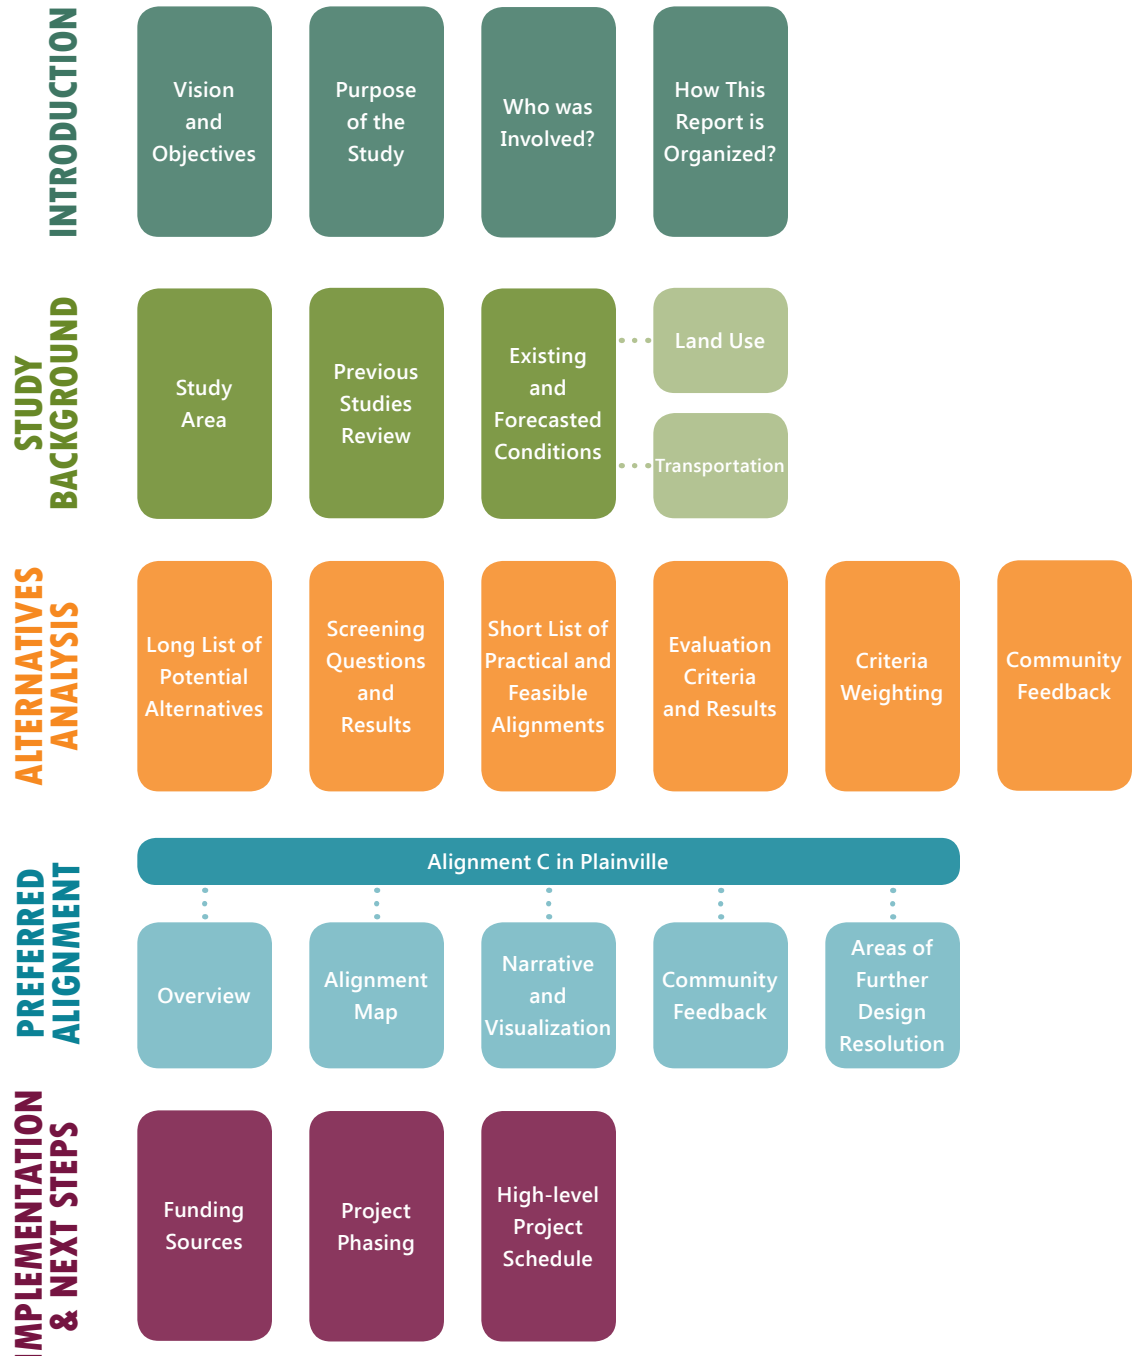 INTRODUCTION
Vision
and
Objectives
Purpose
of the
Study
Who was
Involved?
How This
Report is
Organized?
STUDY
BACKGROUND
Study
Area
Previous
Studies
Review
Existing
and
Forecasted
Conditions
Land Use
Transportation
ALTERNATIVES
ANALYSIS
Long List of
Potential
Alternatives
Screening
Questions
and
Results
Short List of
Practical and
Feasible
Alignments
Evaluation
Criteria
and Results
Criteria
Weighting
Community
Feedback
PREFERRED
ALIGNMENT
Alignment C in Plainville
Overview
Alignment
Map
Narrative
and
Visualization
Community
Feedback
Areas of
Further
Design
Resolution
IMPLEMENTATION
& NEXT STEPS
Funding
Sources
Project
Phasing
High-level
Project
Schedule